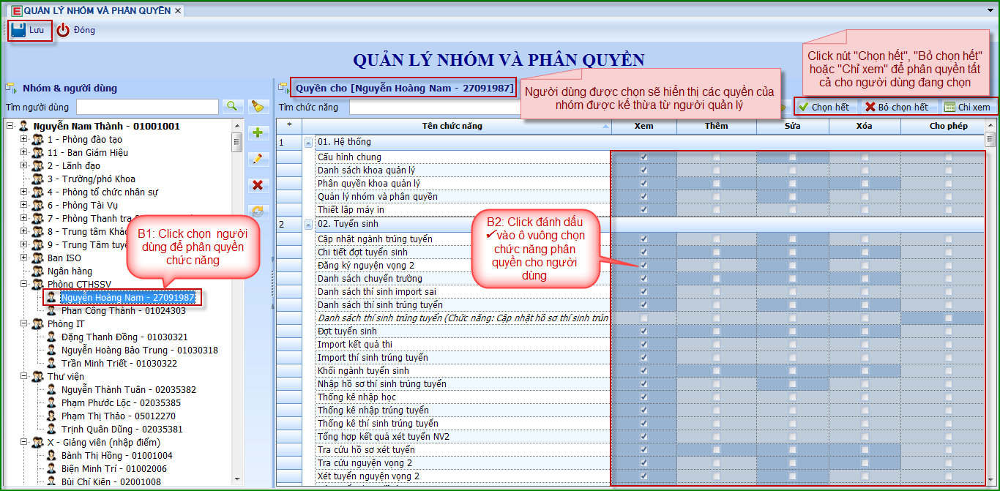 QUẢN LÝ NHÓM VÀ PHÂN QUYỀN
Lưu
Đóng
QUẢN LÝ NHÓM VÀ PHÂN QUYỀN
Click nút "Chọn hết", "Bỏ chọn hết"
hoặc "Chỉ xem" để phân quyền tất
cả cho người dùng đang chọn
Nhóm & người dùng
Tìm người dùng
Quyền cho [Nguyễn Hoàng Nam - 27091987]
Tìm chức năng
Người dùng được chọn sẽ hiển thị các quyền của
nhóm được kế thừa từ người quản lý
Chọn hết
Bỏ chọn hết
Chỉ xem
Nguyễn Nam Thành - 01001001
1 - Phòng đào tạo
11 - Ban Giám Hiệu
2 - Lãnh đạo
3 - Trưởng/phó Khoa
4 - Phòng tổ chức nhân sự
6 - Phòng Tài Vụ
7 - Phòng Thanh tra
8 - Trung tâm Khảo
9 - Trung Tâm tuyể
Ban ISO
Ngân hàng
Phòng CTHSSV
Nguyễn Hoàng Nam - 27091987
Phan Công Thành - 01024303
Phòng IT
Đặng Thanh Đồng - 01030321
Nguyễn Hoàng Bảo Trung - 01030318
Trần Minh Triết - 01030322
Thư viện
Nguyễn Thành Tuân - 02035382
Phạm Phước Lộc - 02035385
Phạm Thị Thảo - 05012270
Trịnh Quân Dũng - 02035381
X - Giảng viên (nhập điểm)
Bành Thị Hồng - 01001004
Biện Minh Trí - 01002006
Bùi Chí Kiên - 02001008
B1: Click chọn người
dùng để phân quyền
chức năng
* Tên chức năng Xem Thêm Sửa Xóa Cho phép
1 01. Hệ thống
Cấu hình chung
Danh sách khoa quản lý
Phân quyền khoa quản lý
Quản lý nhóm và phân quyền
Thiết lập máy in
2 02. Tuyển sinh
Cập nhật ngành trúng tuyển
Chi tiết đợt tuyển sinh
Đăng ký nguyện vọng 2
Danh sách chuyển trường
Danh sách thí sinh import sai
Danh sách thí sinh trúng tuyển
Danh sách thí sinh trúng tuyển (Chức năng: Cập nhật hồ sơ thí sinh trún
Đợt tuyển sinh
Import kết quả thi
Import thí sinh trúng tuyển
Khối ngành tuyển sinh
Nhập hồ sơ thí sinh trúng tuyển
Thống kê nhập học
Thống kê nhập trúng tuyển
Thống kê thí sinh trúng tuyển
Tổng hợp kết quả xét tuyển NV2
Tra cứu hồ sơ xét tuyển
Tra cứu nguyện vọng 2
Xét tuyển nguyện vọng 2
B2: Click đánh dấu
✓vào ô vuông chọn
chức năng phân
quyền cho người
dùng